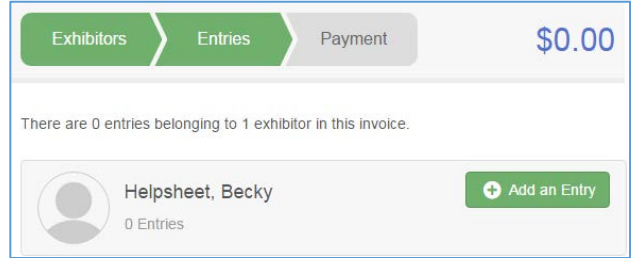 Exhibitors Entries Payment $0.00
There are 0 entries belonging to 1 exhibitor in this invoice.
Helpsheet, Becky Add an Entry
0 Entries